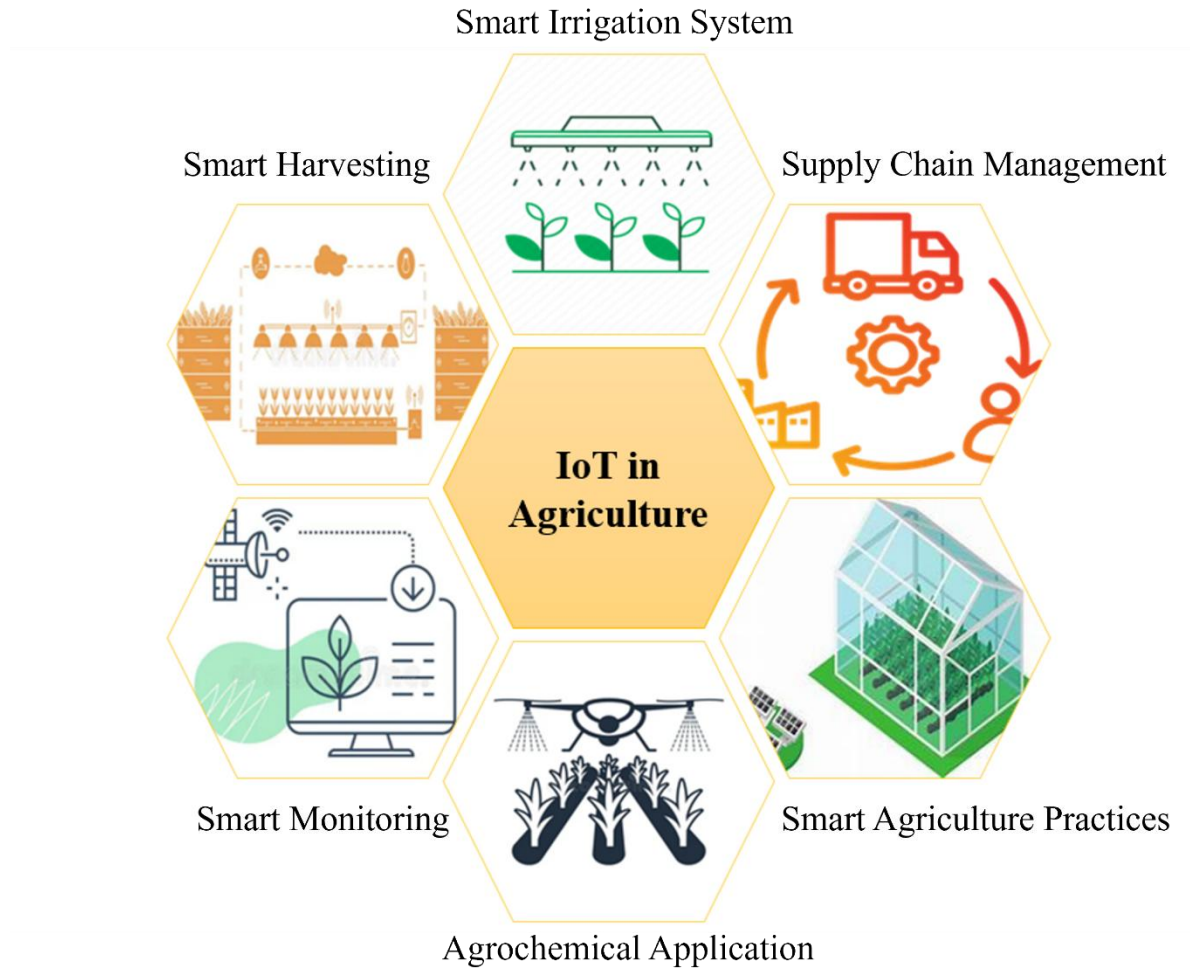 Smart Irrigation System
Smart Harvesting
Supply Chain Management
IoT in
Agriculture
Smart Monitoring
Smart Agriculture Practices
Agrochemical Application